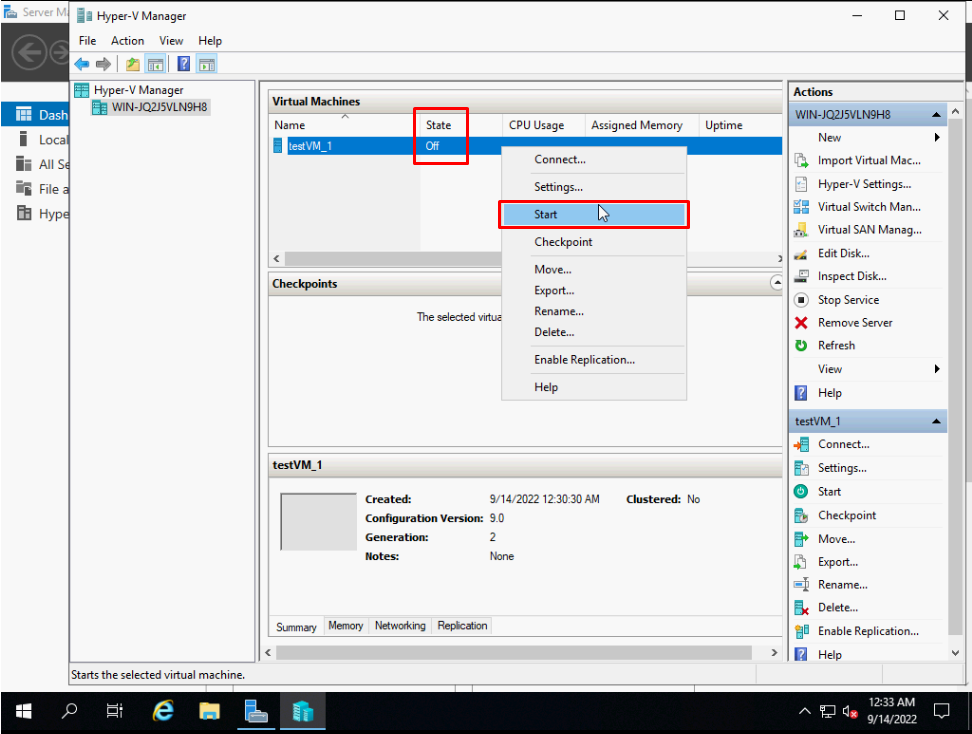 Server Ma
Hyper-V Manager
File Action View Help
Dash
Local
All Se
File a
Hype
Hyper-V Manager
WIN-JQ2J5VLN9H8
Virtual Machines
Name State CPU Usage Assigned Memory Uptime
testVM_1 Off
Connect...
Settings...
Start
Checkpoint
Move...
Export...
Rename...
Delete...
Enable Replication...
Help
Checkpoints
The selected virtua
testVM_1
Created: 9/14/2022 12:30:30 AM Clustered: No
Configuration Version: 9.0
Generation: 2
Notes: None
Summary Memory Networking Replication
Actions
WIN-JQ2J5VLN9H8
New
Import Virtual Mac...
Hyper-V Settings...
Virtual Switch Man...
Virtual SAN Manag...
Edit Disk...
Inspect Disk...
Stop Service
Remove Server
Refresh
View
Help
testVM_1
Connect...
Settings...
Start
Checkpoint
Move...
Export...
Rename...
Delete...
Enable Replication...
Help
Starts the selected virtual machine.
12:33 AM
9/14/2022